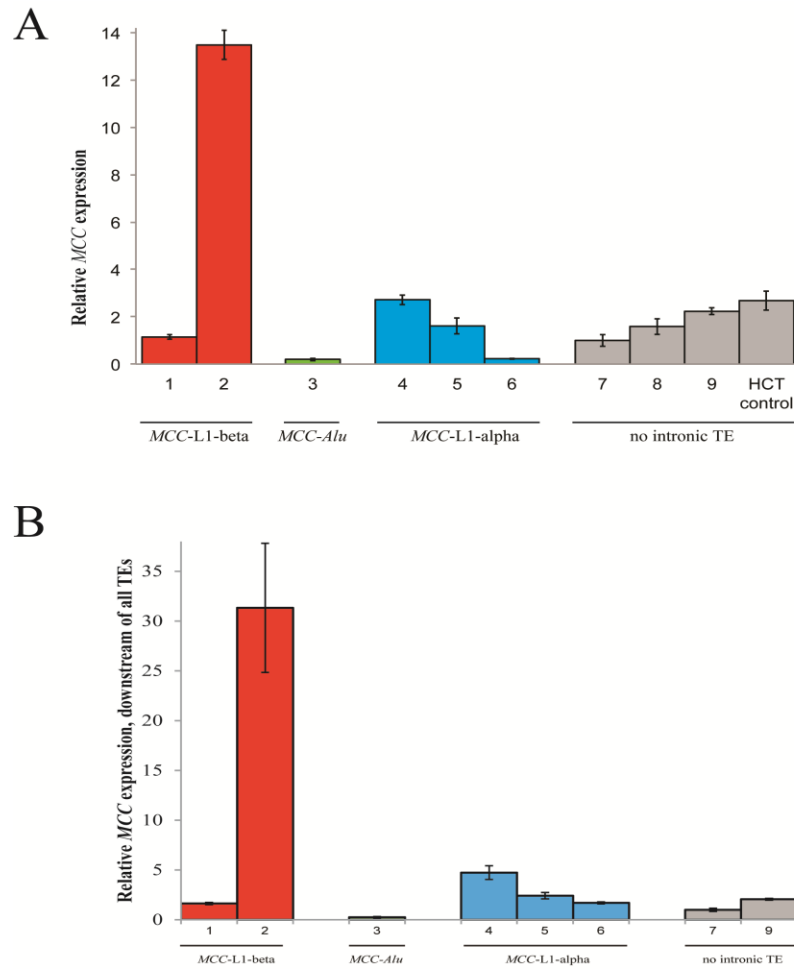 A
Relative MCC expression
14
12
10
8
6
4
2
0
1 2 3 4 5 6 7 8 9 HCT control
MCC-L1-beta MCC-Alu MCC-L1-alpha no intronic TE
B
Relative MCC expression, downstream of all TEs
35
30
25
20
15
10
5
0
1 2 3 4 5 6 7 9
MCC-L1-beta MCC-Alu MCC-L1-alpha no intronic TE